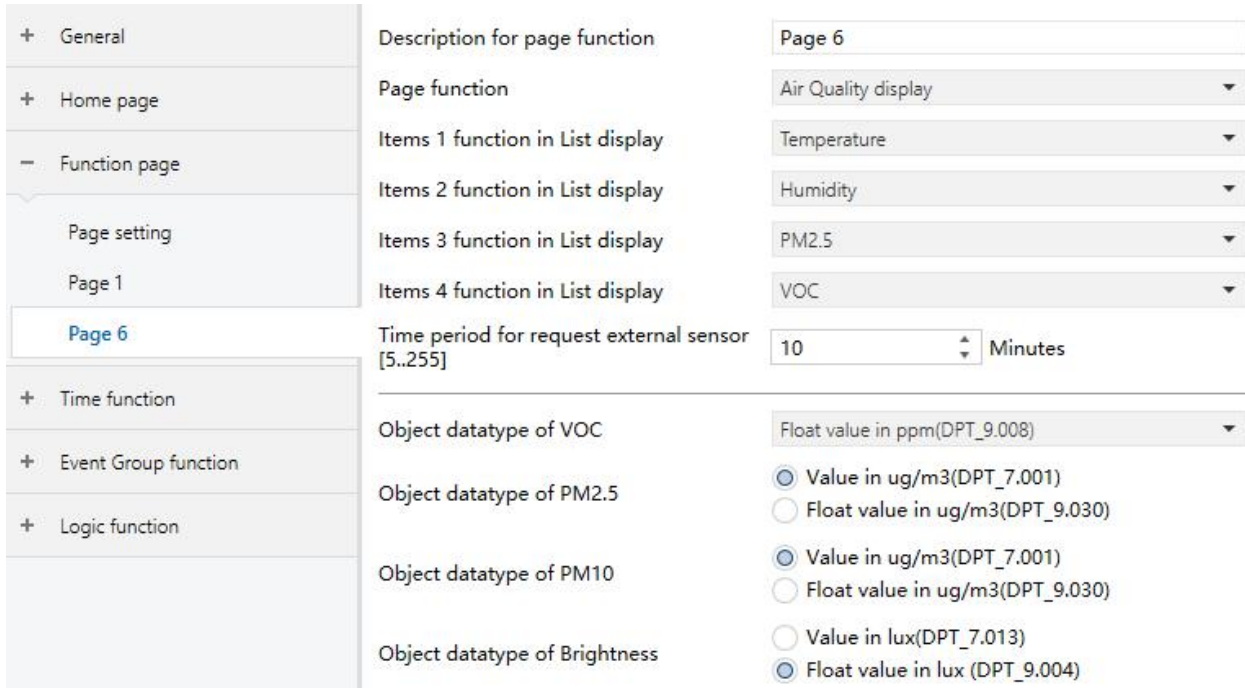 + General
+ Home page
− Function page
Page setting
Page 1
Page 6
+ Time function
+ Event Group function
+ Logic function
Description for page function Page 6
Page function Air Quality display
Items 1 function in List display Temperature
Items 2 function in List display Humidity
Items 3 function in List display PM2.5
Items 4 function in List display VOC
Time period for request external sensor
[5..255] 10 Minutes
Object datatype of VOC Float value in ppm(DPT_9.008)
Object datatype of PM2.5
Value in ug/m3(DPT_7.001)
Float value in ug/m3(DPT_9.030)
Object datatype of PM10
Value in ug/m3(DPT_7.001)
Float value in ug/m3(DPT_9.030)
Object datatype of Brightness
Value in lux(DPT_7.013)
Float value in lux (DPT_9.004)